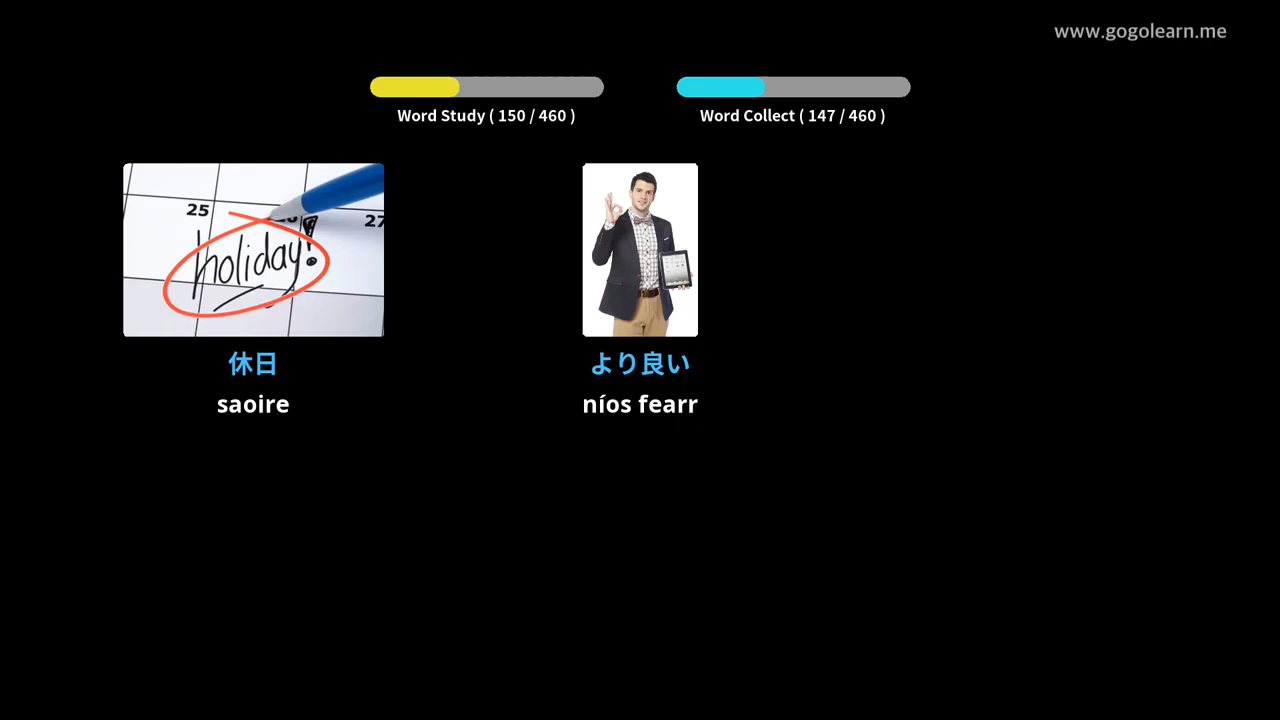 www.gogolearn.me
Word Study ( 150 / 460 )
Word Collect ( 147 / 460 )
25
27
holiday!
休日
より良い
saoire
níos fearr